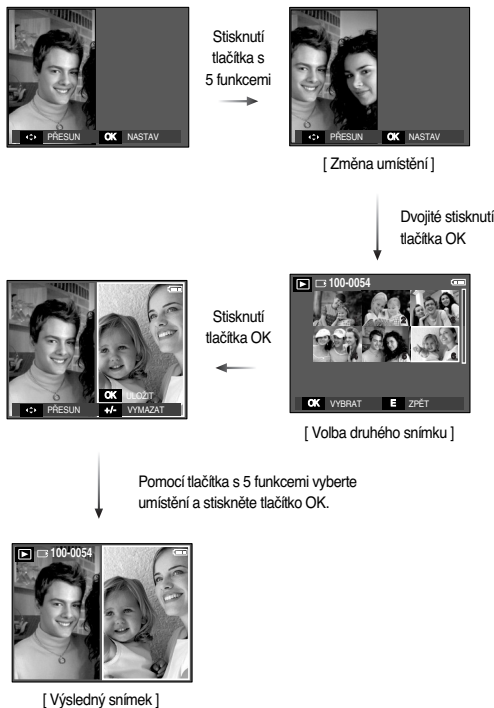 Stisknutí
tlačítka s
5 funkcemi
PŘESUN OK NASTAV
PŘESUN OK NASTAV
[ Změna umístění ]
Dvojité stisknutí
tlačítka OK
100-0054
OK VYBRAT E ZPĚT
[ Volba druhého snímku ]
Stisknutí
tlačítka OK
OK ULOŽIT
PŘESUN +/- VYMAZAT
Pomocí tlačítka s 5 funkcemi vyberte
umístění a stiskněte tlačítko OK.
100-0054
[ Výsledný snímek ]